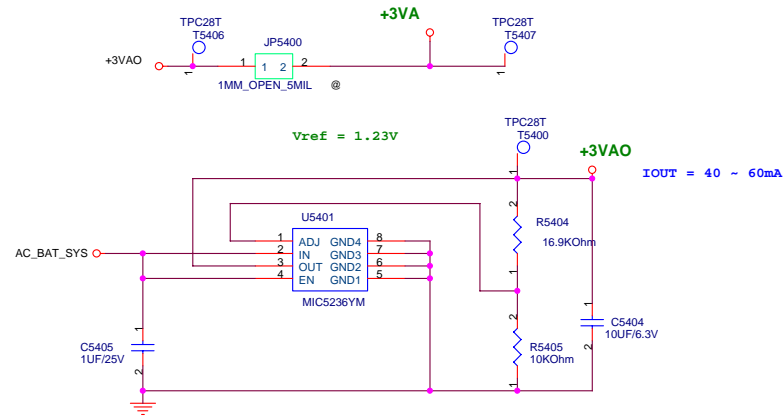 +3VA
TPC28T
T5406
TPC28T
T5407
JP5400
+3VAO
1
1 2
2
1
1
1MM_OPEN_5MIL @
TPC28T
T5400
Vref = 1.23V
+3VAO
IOUT = 40 ~ 60mA
1
2
U5401
R5404
16.9KOhm
AC_BAT_SYS
1 ADJ GND4 8
2 IN GND3 7
3 OUT GND2 6
4 EN GND1 5
1
MIC5236YM
1
2
1
C5404
10UF/6.3V
C5405
1UF/25V
R5405
10KOhm
2
2
1